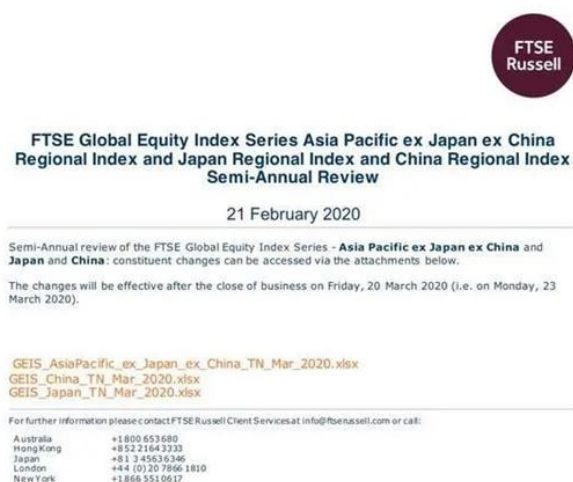 FTSE
Russell
FTSE Global Equity Index Series Asia Pacific ex Japan ex China
Regional Index and Japan Regional Index and China Regional Index
Semi-Annual Review
21 February 2020
Semi-Annual review of the FTSE Global Equity Index Series - Asia Pacific ex Japan ex China and
Japan and China: constituent changes can be accessed via the attachments below.
The changes will be effective after the close of business on Friday, 20 March 2020 (i.e. on Monday, 23
March 2020).
GEIS_AsiaPacific_ex_Japan_ex_China_TN_Mar_2020.xlsx
GEIS_China_TN_Mar_2020.xlsx
GEIS_Japan_TN_Mar_2020.xlsx
For further information please contact FTSE Russell Client Services at info@ftserussell.com or call:
Australia +1800 653 680
Hong Kong +852 2164 3333
Japan +81 3 4563 6346
London +44 (0) 20 7866 1810
New York +1866 551 0617